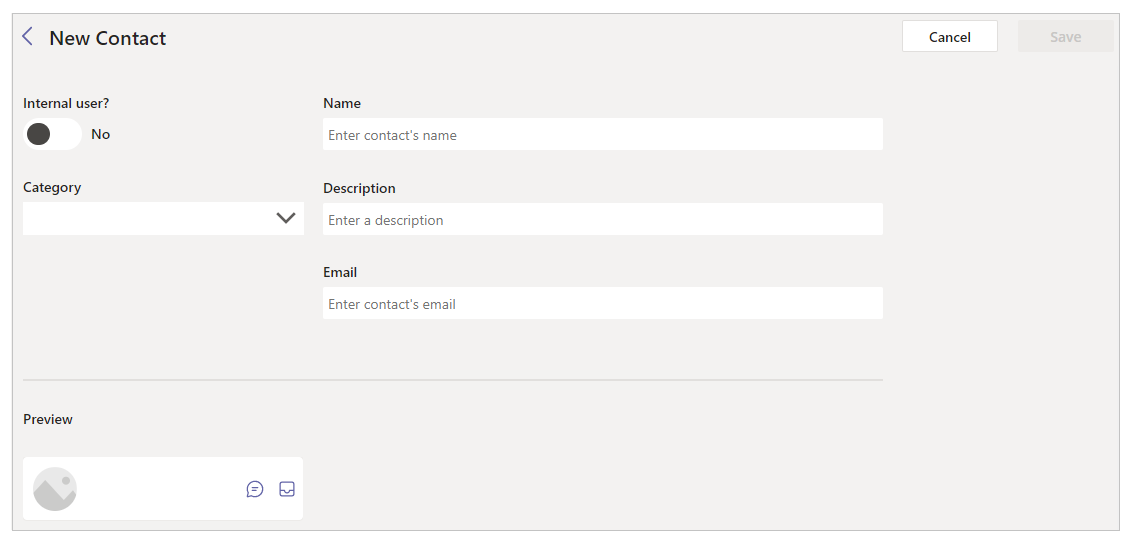 New Contact
Cancel
Save
Internal user?
No
Name
Enter contact's name
Category
Description
Enter a description
Email
Enter contact's email
Preview